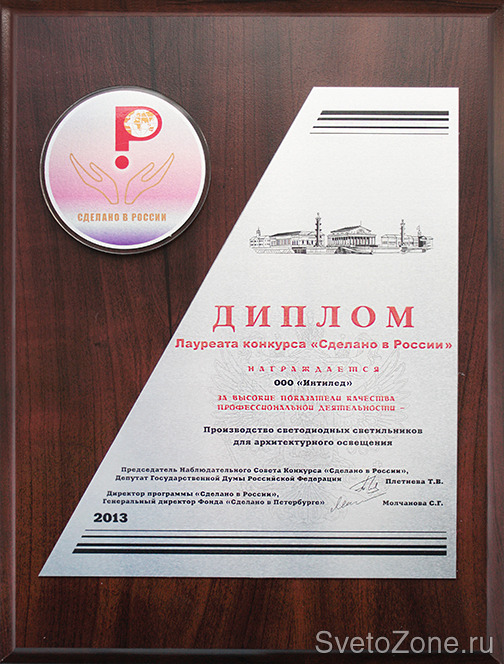 Р
СДЕЛАНО В РОССИИ
ДИПЛОМ
Лауреата конкурса «Сделано в России»
НАГРАЖДАЕТСЯ
ООО «Интилед»
ЗА ВЫСОКИЕ ПОКАЗАТЕЛИ КАЧЕСТВА
ПРОФЕССИОНАЛЬНОЙ ДЕЯТЕЛЬНОСТИ –
Производство светодиодных светильников
для архитектурного освещения
Председатель Наблюдательного Совета Конкурса «Сделано в России»,
Депутат Государственной Думы Российской Федерации Плетнева Т.В.
Директор программы «Сделано в России»,
Генеральный директор Фонда «Сделано в Петербурге» Молчанова С.Г.
2013
SvetoZone.ru